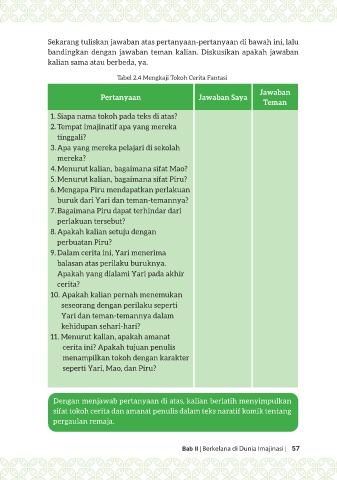 Sekarang tuliskan jawaban atas pertanyaan-pertanyaan di bawah ini, lalu
bandingkan dengan jawaban teman kalian. Diskusikan apakah jawaban
kalian sama atau berbeda, ya.
Tabel 2.4 Mengkaji Tokoh Cerita Fantasi
Pertanyaan
Jawaban Saya
Jawaban
Teman
1. Siapa nama tokoh pada teks di atas?
2. Tempat imajinatif apa yang mereka
tinggali?
3. Apa yang mereka pelajari di sekolah
mereka?
4. Menurut kalian, bagaimana sifat Mao?
5. Menurut kalian, bagaimana sifat Piru?
6. Mengapa Piru mendapatkan perlakuan
buruk dari Yari dan teman-temannya?
7. Bagaimana Piru dapat terhindar dari
perlakuan tersebut?
8. Apakah kalian setuju dengan
perbuatan Piru?
9. Dalam cerita ini, Yari menerima
balasan atas perilaku buruknya.
Apakah yang dialami Yari pada akhir
cerita?
10. Apakah kalian pernah menemukan
seseorang dengan perilaku seperti
Yari dan teman-temannya dalam
kehidupan sehari-hari?
11. Menurut kalian, apakah amanat
cerita ini? Apakah tujuan penulis
menampilkan tokoh dengan karakter
seperti Yari, Mao, dan Piru?
Dengan menjawab pertanyaan di atas, kalian berlatih menyimpulkan
sifat tokoh cerita dan amanat penulis dalam teks naratif komik tentang
pergaulan remaja.
Bab II | Berkelana di Dunia Imajinasi | 57